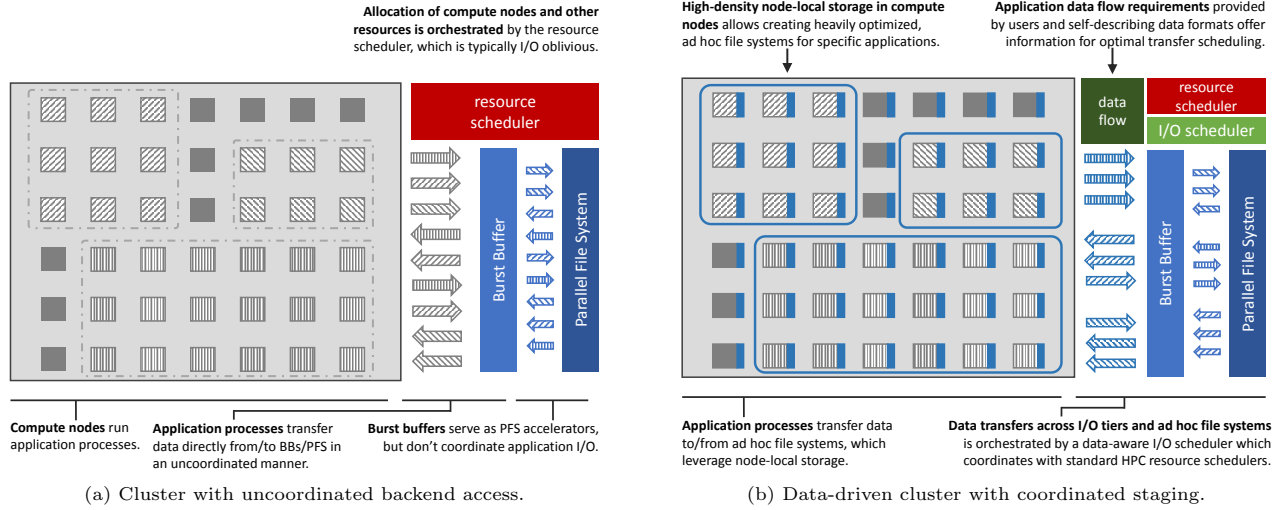 Allocation of compute nodes and other
resources is orchestrated by the resource
scheduler, which is typically I/O oblivious.
resource
scheduler
Burst Buffer
Parallel File System
Compute nodes run
application processes.
Application processes transfer
data directly from/to BBs/PFS in
an uncoordinated manner.
Burst buffers serve as PFS accelerators,
but don't coordinate application I/O.
(a) Cluster with uncoordinated backend access.
High-density node-local storage in compute
nodes allows creating heavily optimized,
ad hoc file systems for specific applications.
Application data flow requirements provided
by users and self-describing data formats offer
information for optimal transfer scheduling.
data
flow
resource
scheduler
I/O scheduler
Burst Buffer
Parallel File System
Application processes transfer data
to/from ad hoc file systems, which
leverage node-local storage.
Data transfers across I/O tiers and ad hoc file systems
is orchestrated by a data-aware I/O scheduler which
coordinates with standard HPC resource schedulers.
(b) Data-driven cluster with coordinated staging.